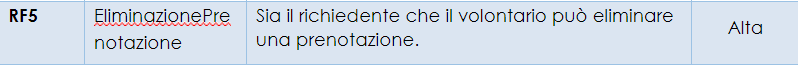 RF5
EliminazionePre
notazione
Sia il richiedente che il volontario può eliminare
una prenotazione.
Alta